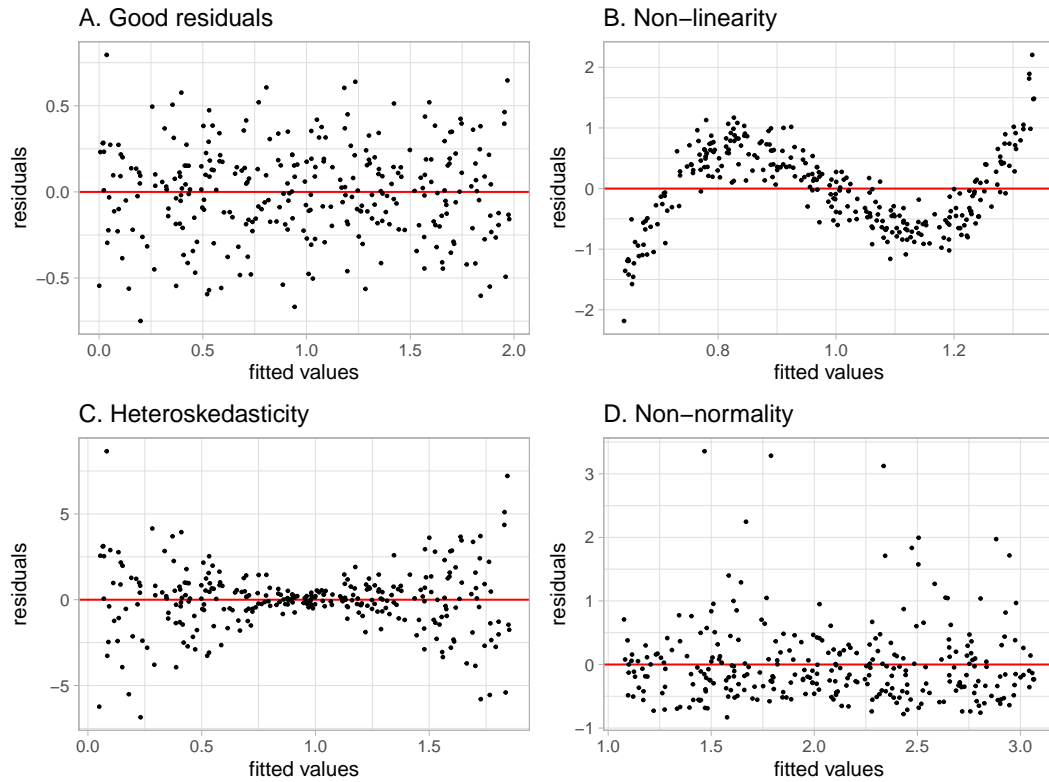 A. Good residuals
residuals
0.5
0.0
−0.5
0.0
0.5
1.0
1.5
2.0
fitted values
B. Non−linearity
residuals
2
1
0
−1
−2
0.8
1.0
1.2
fitted values
C. Heteroskedasticity
residuals
5
0
−5
0.0
0.5
1.0
1.5
fitted values
D. Non−normality
residuals
3
2
1
0
−1
1.0
1.5
2.0
2.5
3.0
fitted values